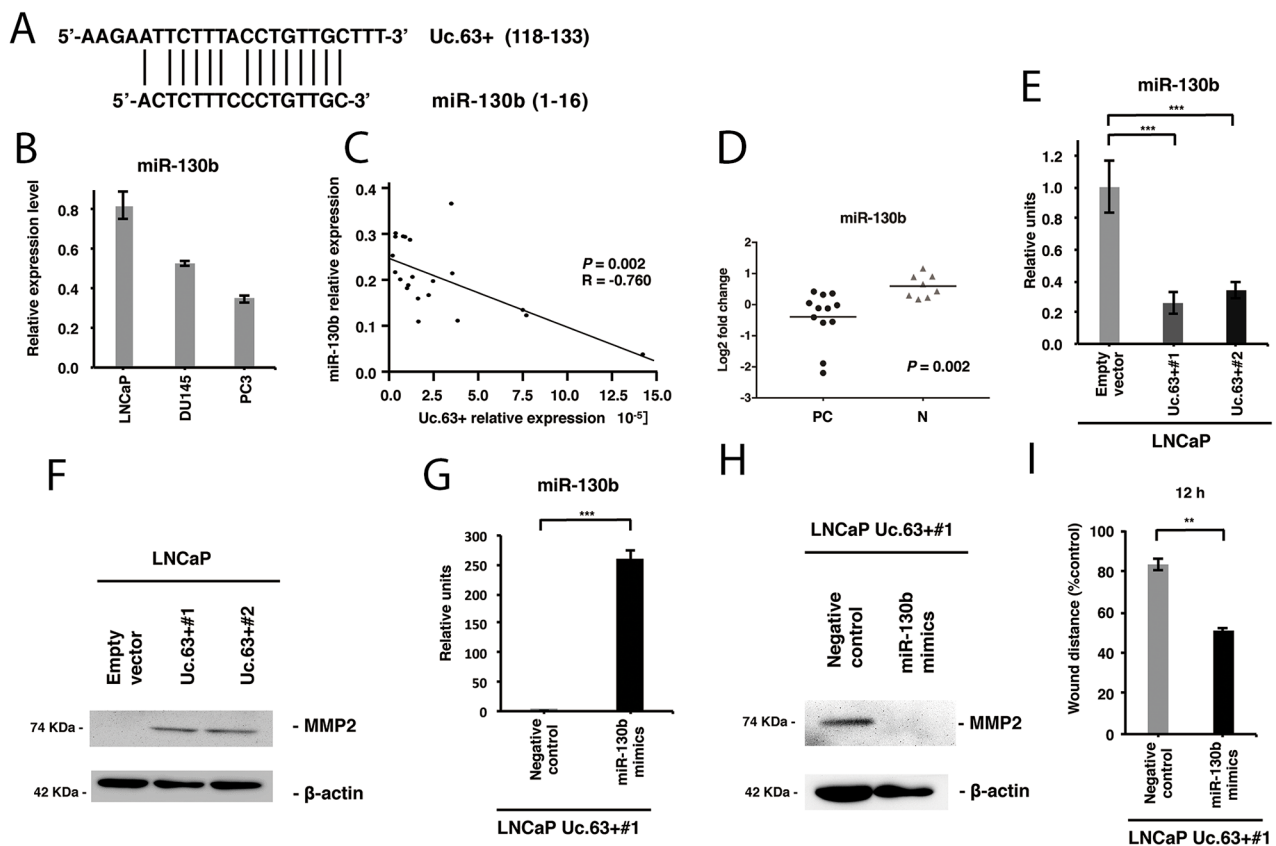 A
5’-AAGAATTCTTTACCTGTTGCTTT-3’ Uc.63+ (118-133)
5’-ACTCTTTCCCTGTTGC-3’ miR-130b (1-16)
B
miR-130b
Relative expression level
0.8
0.6
0.4
0.2
0.0
LNCaP
DU145
PC3
C
miR-130b relative expression
0.4
0.3
0.2
0.1
0.0
P = 0.002
R = -0.760
0.0 2.5 5.0 7.5 10.0 12.5 15.0
Uc.63+ relative expression 10-5]
D
miR-130b
Log2 fold change
2
1
0
-1
-2
-3
P = 0.002
PC N
E
miR-130b
***
***
Relative units
1.2
1.0
0.8
0.6
0.4
0.2
0.0
Empty
vector
Uc.63+#1
Uc.63+#2
LNCaP
F
LNCaP
Empty
vector
Uc.63+#1
Uc.63+#2
74 KDa - - MMP2
42 KDa - - β-actin
G
miR-130b
***
Relative units
300
250
200
150
100
50
0
Negative
control
miR-130b
mimics
LNCaP Uc.63+#1
H
LNCaP Uc.63+#1
Negative
control
miR-130b
mimics
74 KDa - - MMP2
42 KDa - - β-actin
I
12 h
**
Wound distance (%control)
100
80
60
40
20
0
Negative
control
miR-130b
mimics
LNCaP Uc.63+#1